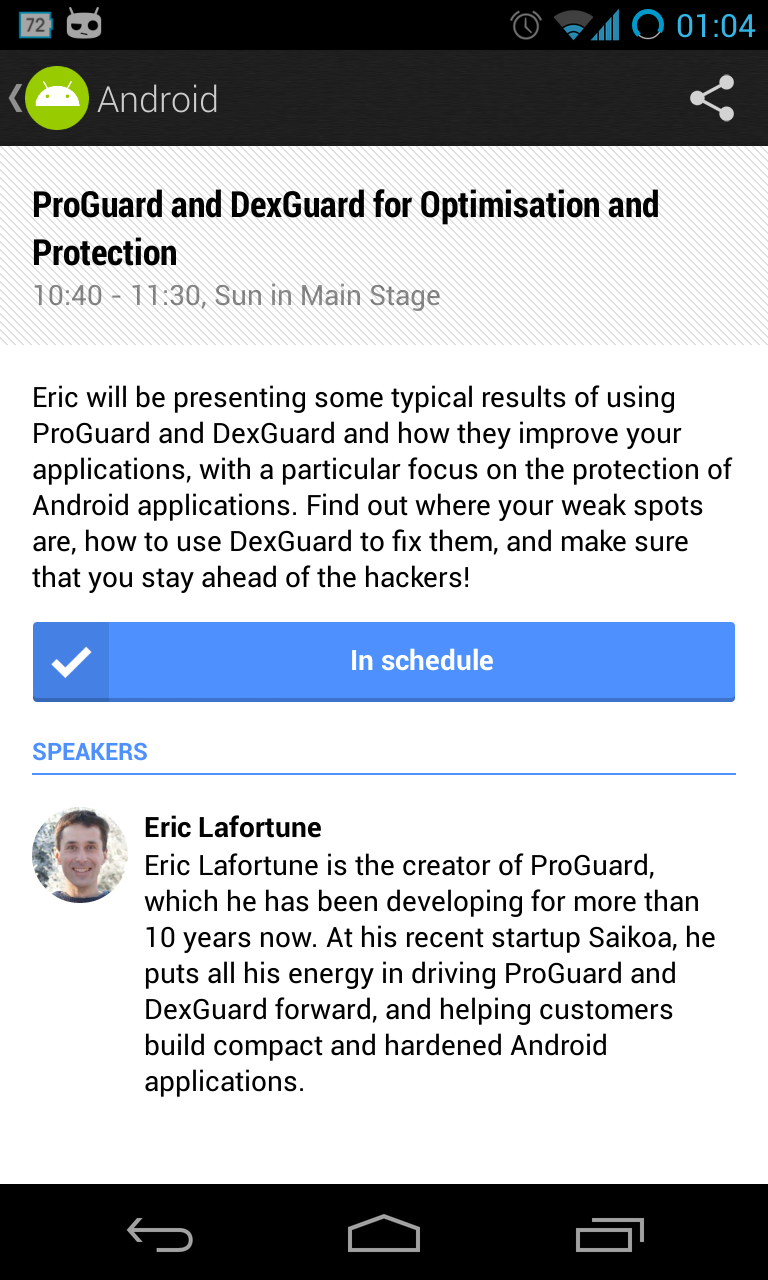 72
01:04
Android
ProGuard and DexGuard for Optimisation and
Protection
10:40 - 11:30, Sun in Main Stage
Eric will be presenting some typical results of using
ProGuard and DexGuard and how they improve your
applications, with a particular focus on the protection of
Android applications. Find out where your weak spots
are, how to use DexGuard to fix them, and make sure
that you stay ahead of the hackers!
In schedule
SPEAKERS
Eric Lafortune
Eric Lafortune is the creator of ProGuard,
which he has been developing for more than
10 years now. At his recent startup Saikoa, he
puts all his energy in driving ProGuard and
DexGuard forward, and helping customers
build compact and hardened Android
applications.